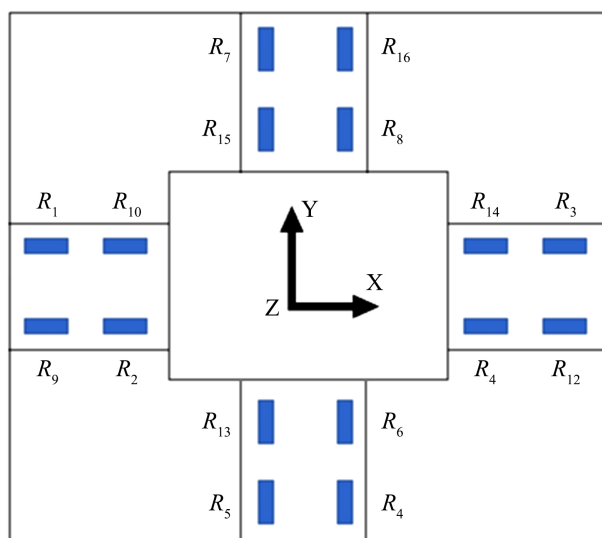 R₇ R₁₆
R₁₅ R₈
R₁ R₁₀ R₁₄ R₃
Y
X
Z
R₉ R₂ R₄ R₁₂
R₁₃ R₆
R₅ R₄